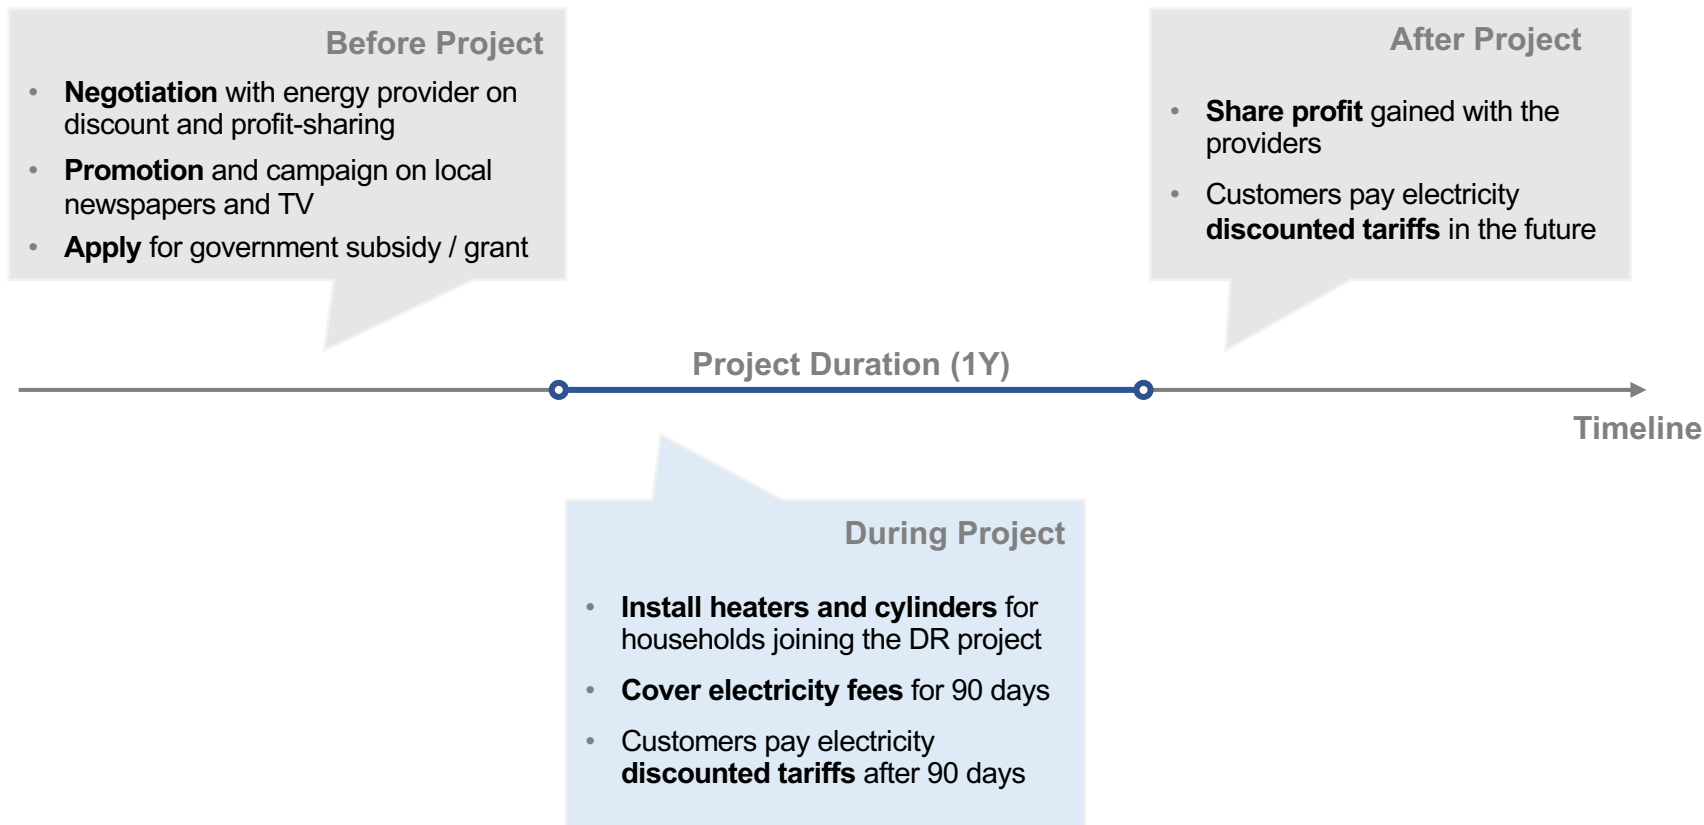 Before Project
• Negotiation with energy provider on
discount and profit-sharing
• Promotion and campaign on local
newspapers and TV
• Apply for government subsidy / grant
After Project
• Share profit gained with the
providers
• Customers pay electricity
discounted tariffs in the future
Project Duration (1Y)
Timeline
During Project
• Install heaters and cylinders for
households joining the DR project
• Cover electricity fees for 90 days
• Customers pay electricity
discounted tariffs after 90 days